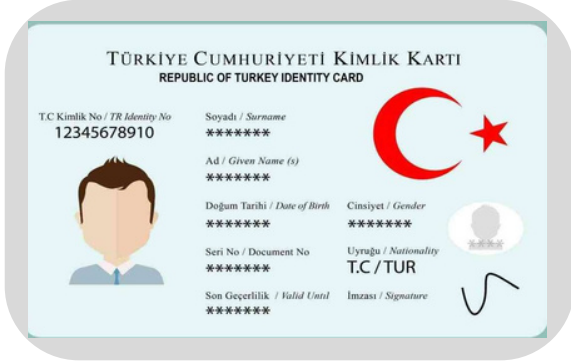 TÜRKİYE CUMHURİYETİ KİMLİK KARTI
REPUBLIC OF TURKEY IDENTITY CARD
T.C Kimlik No / TR Identity No
12345678910
Soyadı / Surname
*******
Ad / Given Name (s)
*******
Doğum Tarihi / Date of Birth
*******
Cinsiyet / Gender
*******
Seri No / Document No
*******
Uyruğu / Nationality
T.C / TUR
Son Geçerlilik / Valid Until
*******
İmzası / Signature
****